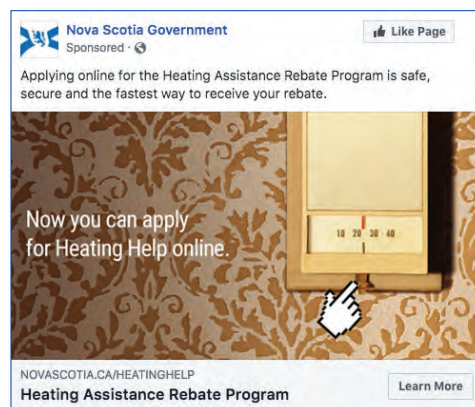 Nova Scotia Government
Like Page
Sponsored ·
Applying online for the Heating Assistance Rebate Program is safe,
secure and the fastest way to receive your rebate.
Now you can apply
for Heating Help online.
10 20 30 40
NOVASCOTIA.CA/HEATINGHELP
Heating Assistance Rebate Program
Learn More